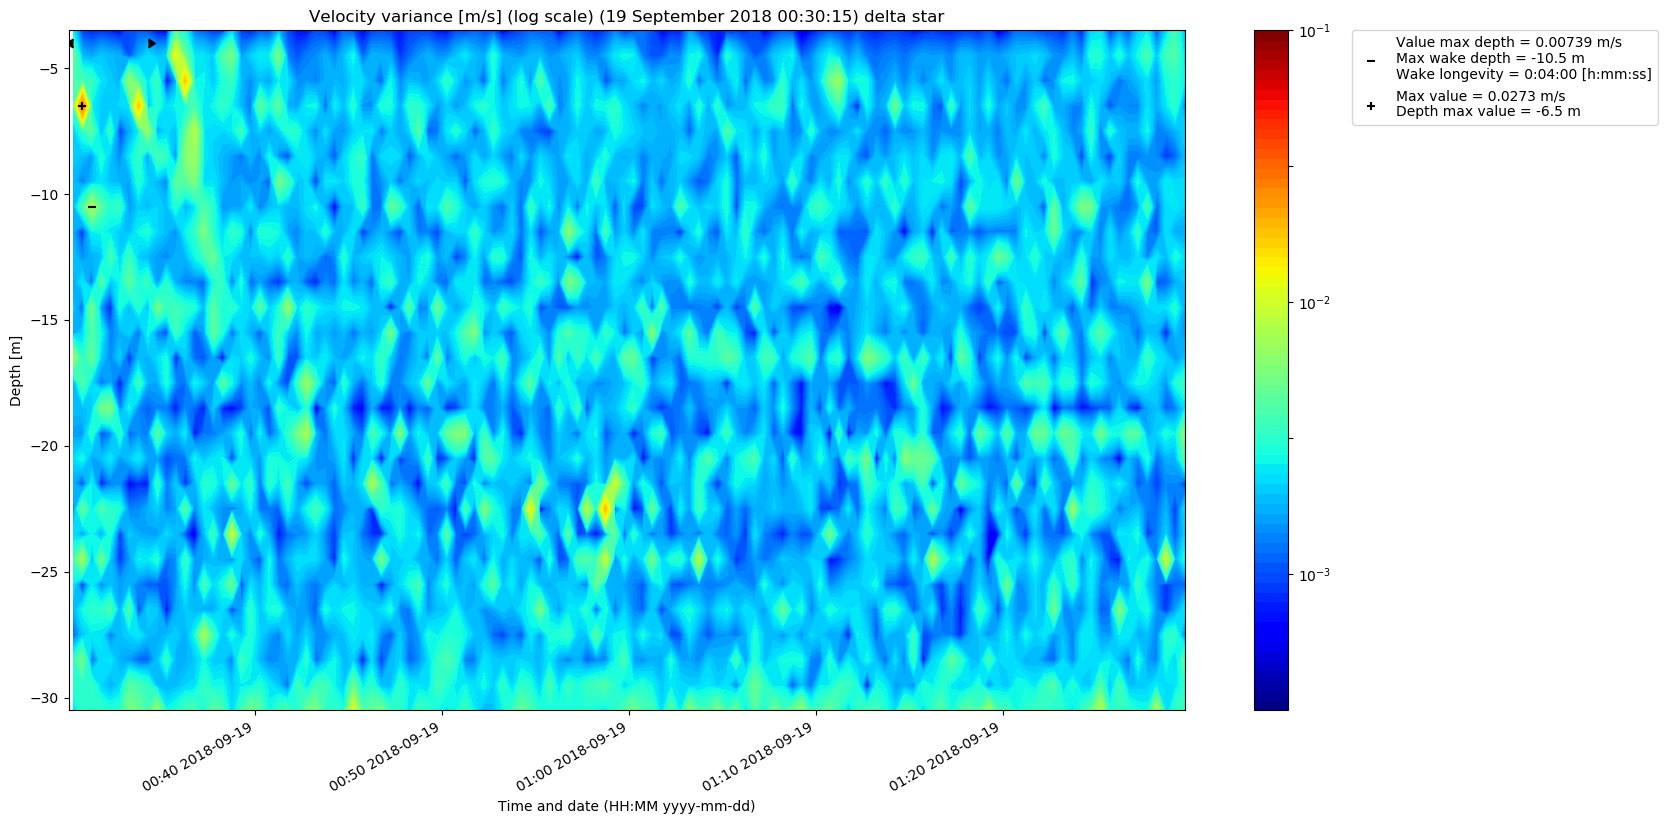 Velocity variance [m/s] (log scale) (19 September 2018 00:30:15) delta star
Depth [m]
−5
−10
−15
−20
−25
−30
00:40 2018-09-19
00:50 2018-09-19
01:00 2018-09-19
01:10 2018-09-19
01:20 2018-09-19
Time and date (HH:MM yyyy-mm-dd)
10⁻¹
10⁻²
10⁻³
Value max depth = 0.00739 m/s
Max wake depth = -10.5 m
Wake longevity = 0:04:00 [h:mm:ss]
Max value = 0.0273 m/s
Depth max value = -6.5 m